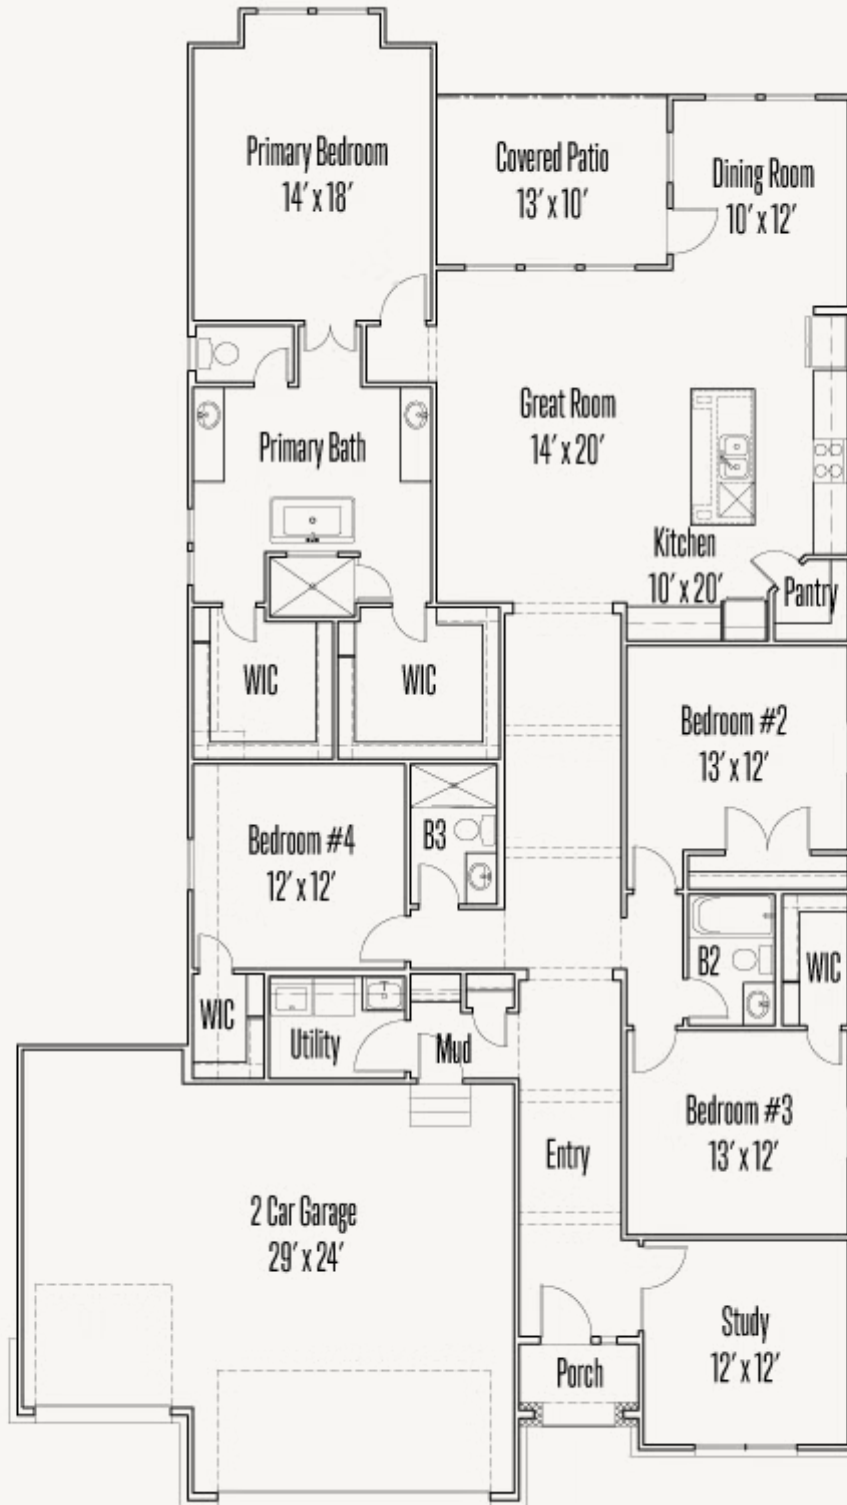 Primary Bedroom
14' x 18'
Covered Patio
13' x 10'
Dining Room
10' x 12'
Great Room
14' x 20'
Primary Bath
Kitchen
10' x 20'
Pantry
WIC
WIC
Bedroom #2
13' x 12'
Bedroom #4
12' x 12'
B3
B2
WIC
WIC
Utility
Mud
Bedroom #3
13' x 12'
Entry
2 Car Garage
29' x 24'
Study
12' x 12'
Porch